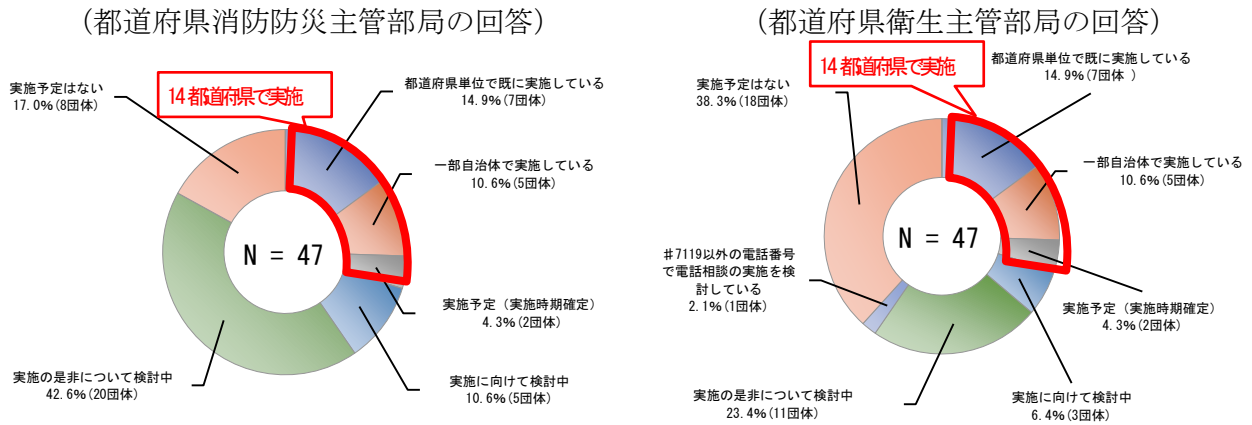 (都道府県消防防災主管部局の回答)
14都道府県で実施
都道府県単位で既に実施している
14.9%(7団体)
一部自治体で実施している
10.6%(5団体)
実施予定（実施時期確定）
4.3%(2団体)
実施に向けて検討中
10.6%(5団体)
実施の是非について検討中
42.6%(20団体)
実施予定はない
17.0%(8団体)
N = 47
(都道府県衛生主管部局の回答)
14都道府県で実施
都道府県単位で既に実施している
14.9%(7団体 )
一部自治体で実施している
10.6%(5団体)
実施予定（実施時期確定)
4.3%(2団体)
実施に向けて検討中
6.4%(3団体)
実施の是非について検討中
23.4%(11団体)
♯7119以外の電話番号
で電話相談の実施を検
討している
2.1%(1団体)
実施予定はない
38.3%(18団体)
N = 47